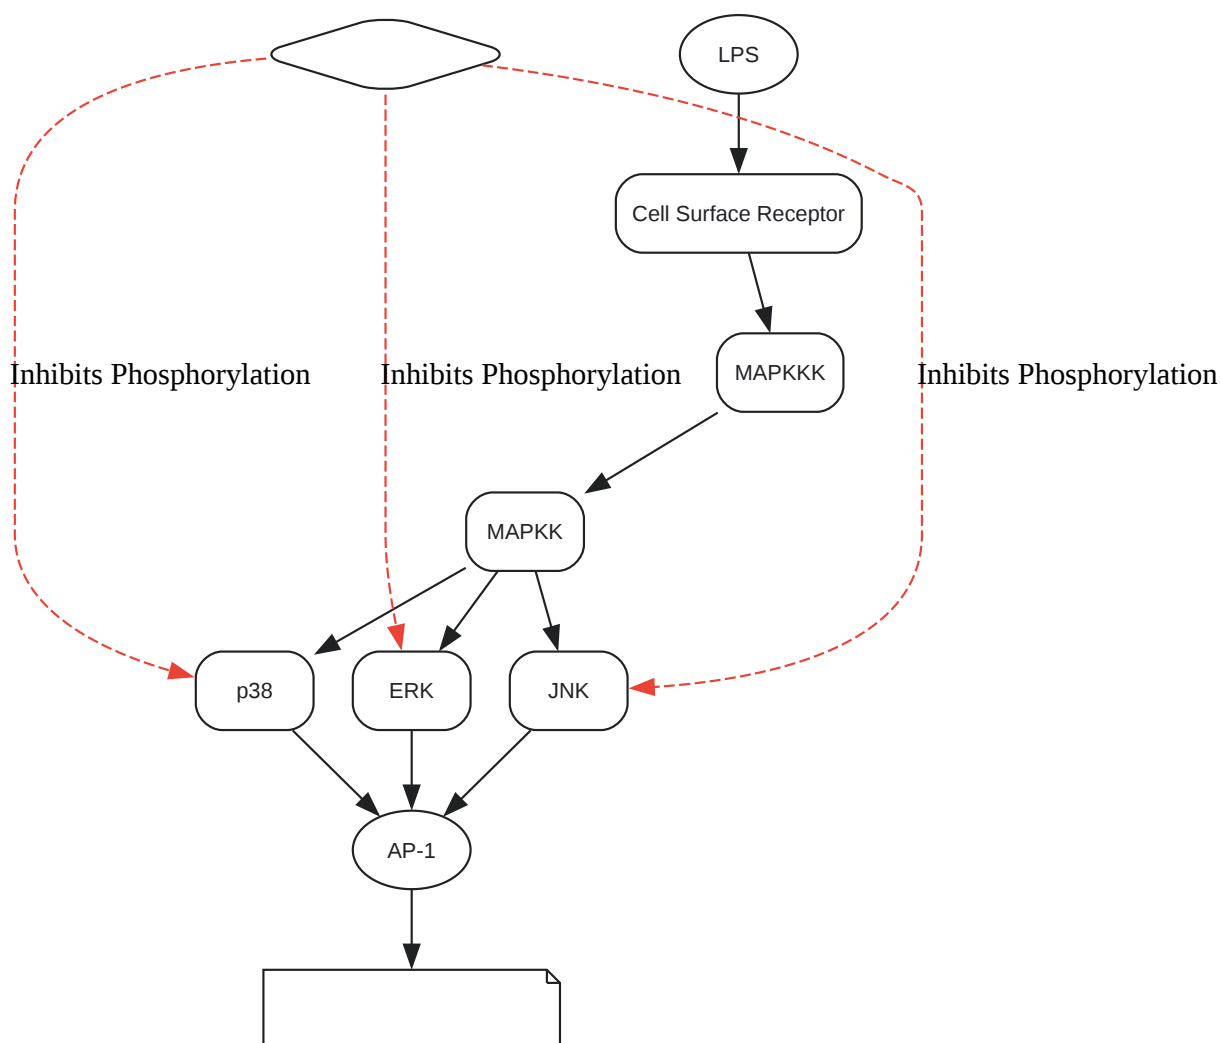 LPS
Cell Surface Receptor
Inhibits Phosphorylation
Inhibits Phosphorylation
MAPKKK
Inhibits Phosphorylation
MAPKK
p38
ERK
JNK
AP-1